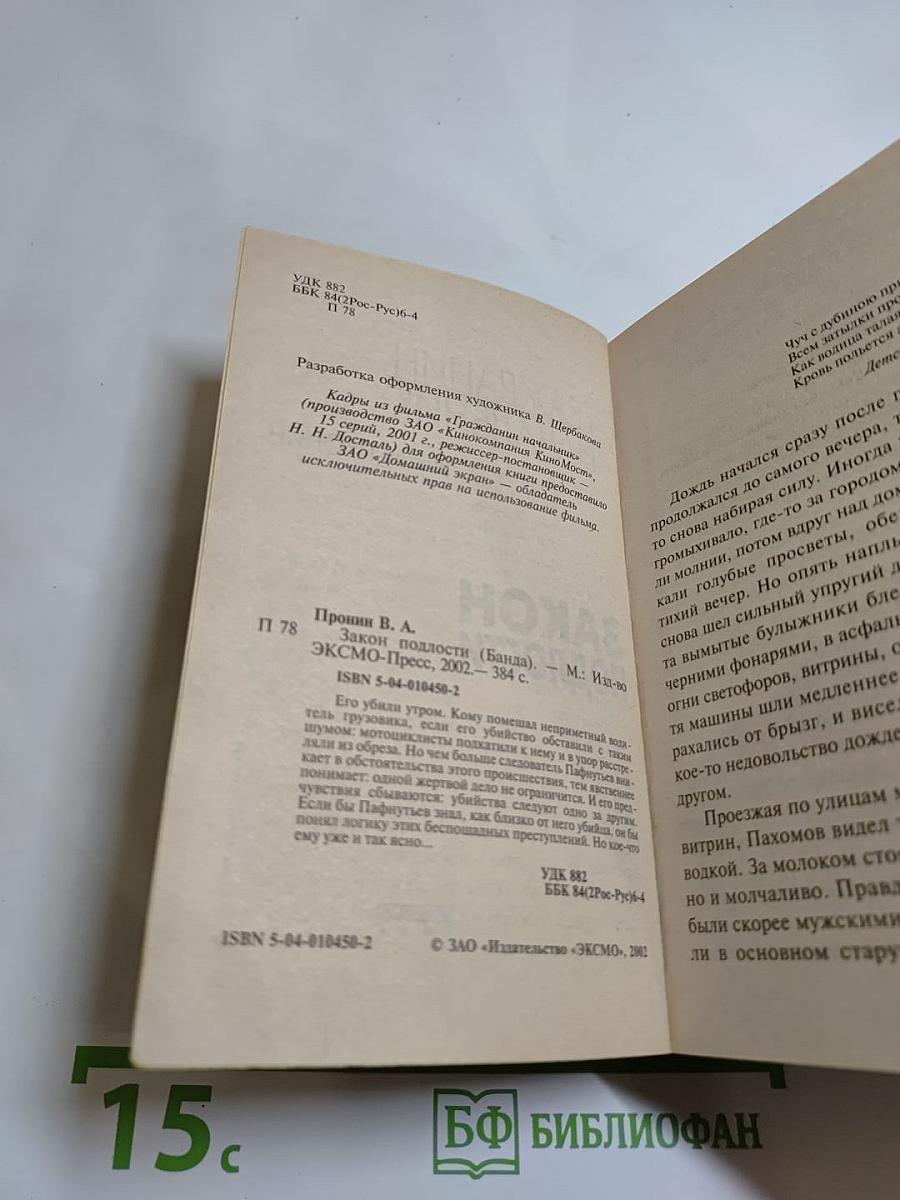 УДК 882
ББК 84(2Рос-Рус)6-4
П 78
Разработка оформления художника В. Щербакова
Кадры из фильма «Гражданин начальник»
(производство ЗАО «Кинокомпания КиноМост»,
15 серий, 2001 г., режиссер-постановщик —
Н. Н. Досталь) для оформления книги предоставило
ЗАО «Домашний экран» — обладатель
исключительных прав на использование фильма.
Пронин В. А.
П 78 Закон подлости (Банда). — М.: Изд-во
ЭКСМО-Пресс, 2002.— 384 с.
ISBN 5-04-010450-2
Его убили утром. Кому помешал неприметный води-
тель грузовика, если его убийство обставили с таким
шумом: мотоциклисты подкатили к нему и в упор расстре-
ляли из обреза. Но чем больше следователь Пафнутьев вни-
кает в обстоятельства этого происшествия, тем явственнее
понимает: одной жертвой дело не ограничится. И его пред-
чувствия сбываются: убийства следуют одно за другим.
Если бы Пафнутьев знал, как близко от него убийца, он бы
понял логику этих беспощадных преступлений. Но кое-что
ему уже и так ясно...
УДК 882
ББК 84(2Рос-Рус)6-4
ISBN 5-04-010450-2 © ЗАО «Издательство «ЭКСМО», 2002
Чуч с дубиною
Всем затылки
Как водица
Кровь польется
Дождь начался сразу после
продолжался до самого вечера,
то снова набирая силу. Иногда
громыхивало, где-то за городом
ли молнии, потом вдруг над
кали голубые просветы,
тихий вечер. Но опять
снова шел сильный упругий
та вымытые булыжники
черними фонарями, в
огни светофоров, витрины,
тя машины шли медленнее
рахались от брызг, и
кое-то недовольство
другом.
Проезжая по улицам
витрин, Пахомов видел
водкой. За молоком
но и молчаливо.
были скорее мужскими
ли в основном
15 с
БФ БИБЛИОФАН